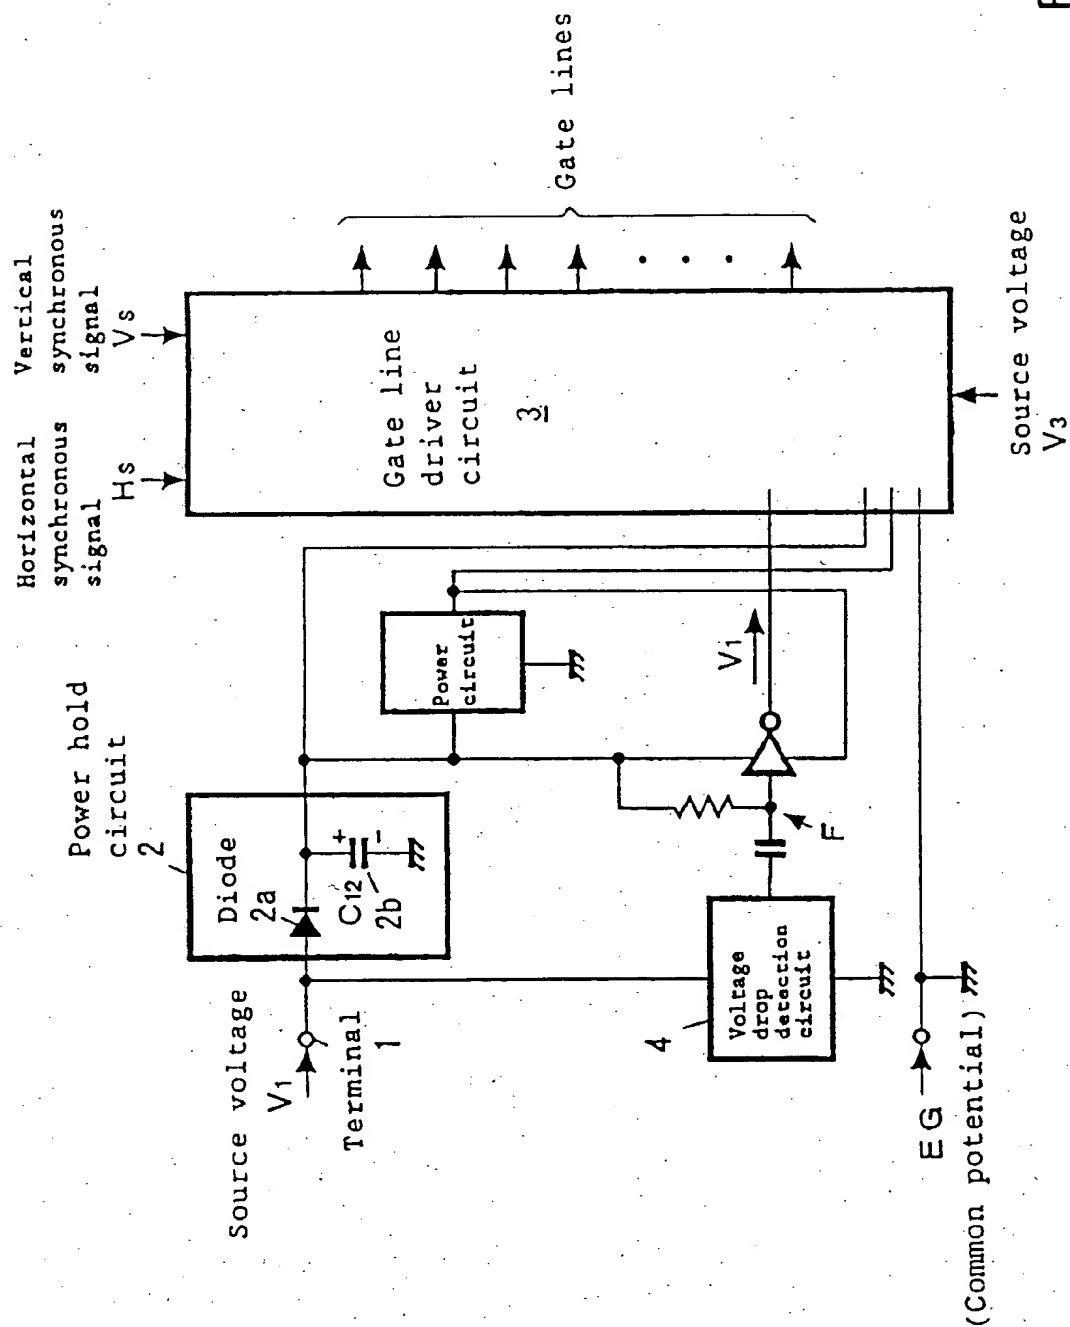 Horizontal
synchronous
signal
Hs
Vertical
synchronous
signal
Vs
Power hold
circuit
2
Diode
2a
C12
+
-
2b
Source voltage
V1
Terminal
1
Power
circuit
Gate line
driver
circuit
3
Gate lines
4
Voltage
drop
detection
circuit
F
Vi
EG
(Common potential)
Source voltage
V3